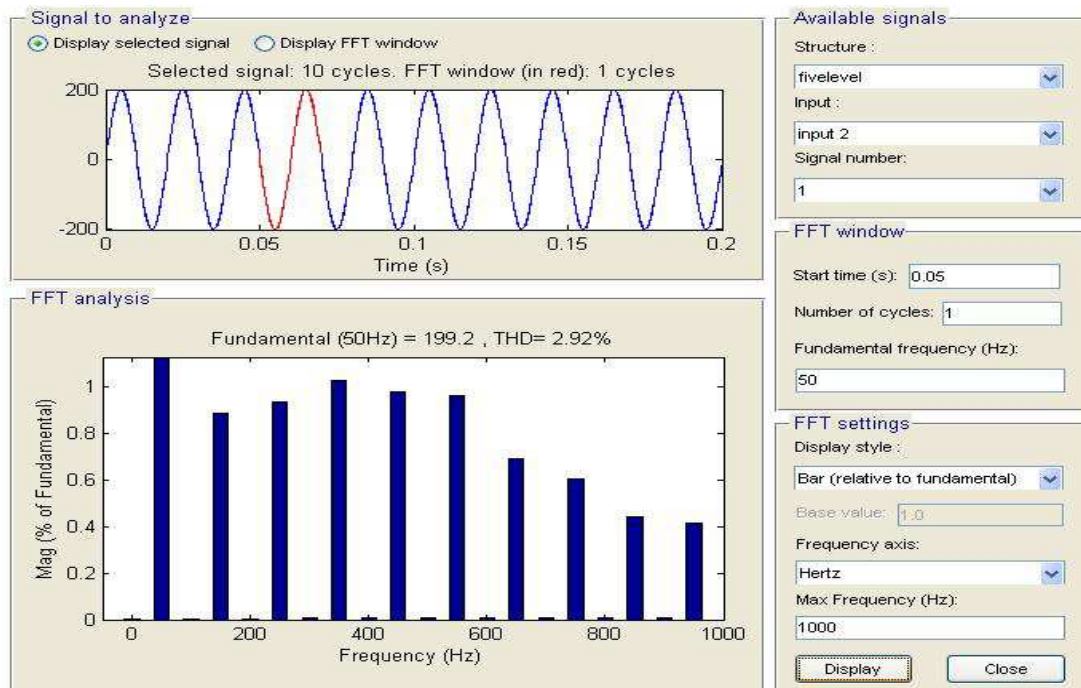 Signal to analyze
Display selected signal Display FFT window
Selected signal: 10 cycles. FFT window (in red): 1 cycles
200
0
-200
0 0.05 0.1 0.15 0.2
Time (s)
FFT analysis
Fundamental (50Hz) = 199.2 , THD= 2.92%
Mag (% of Fundamental)
1
0.8
0.6
0.4
0.2
0
0 200 400 600 800 1000
Frequency (Hz)
Available signals
Structure :
fivelevel
Input :
input 2
Signal number:
1
FFT window
Start time (s): 0.05
Number of cycles: 1
Fundamental frequency (Hz):
50
FFT settings
Display style :
Bar (relative to fundamental)
Base value: 1.0
Frequency axis:
Hertz
Max Frequency (Hz):
1000
Display Close